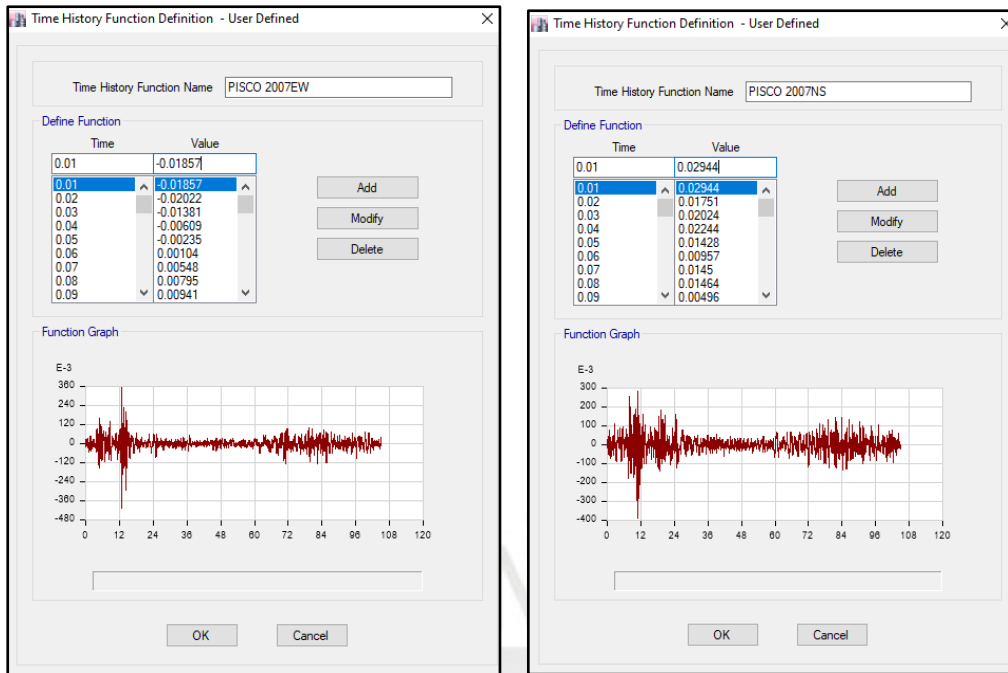 Time History Function Definition - User Defined
Time History Function Name PISCO 2007EW
Define Function
Time Value
0.01 -0.01857
0.01 -0.01857
0.02 -0.02022
0.03 -0.01381
0.04 -0.00609
0.05 -0.00235
0.06 0.00104
0.07 0.00548
0.08 0.00795
0.09 0.00941
Add
Modify
Delete
Function Graph
E-3
360
240
120
0
-120
-240
-360
-480
0 12 24 36 48 60 72 84 96 108 120
OK Cancel
Time History Function Definition - User Defined
Time History Function Name PISCO 2007NS
Define Function
Time Value
0.01 0.02944
0.01 0.02944
0.02 0.01751
0.03 0.02024
0.04 0.02244
0.05 0.01428
0.06 0.00957
0.07 0.0145
0.08 0.01464
0.09 0.00496
Add
Modify
Delete
Function Graph
E-3
300
200
100
0
-100
-200
-300
-400
0 12 24 36 48 60 72 84 96 108 120
OK Cancel